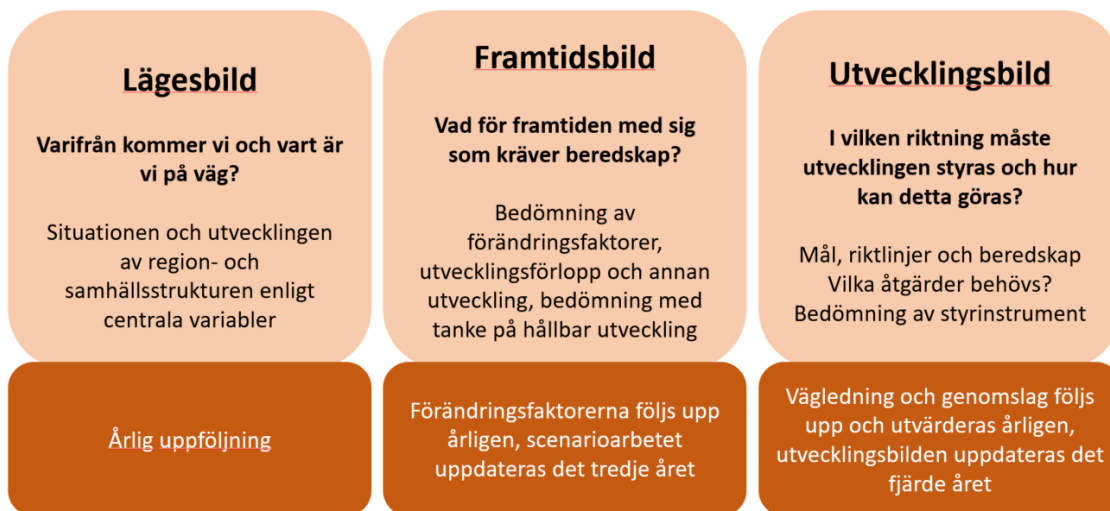 Lägesbild
Varifrån kommer vi och vart är
vi på väg?
Situationen och utvecklingen
av region- och
samhällsstrukturen enligt
centrala variabler
Årlig uppföljning
Framtidsbild
Vad för framtiden med sig
som kräver beredskap?
Bedömning av
förändringsfaktorer,
utvecklingsförlopp och annan
utveckling, bedömning med
tanke på hållbar utveckling
Förändringsfaktorerna följs upp
årligen, scenarioarbetet
uppdateras det tredje året
Utvecklingsbild
I vilken riktning måste
utvecklingen styras och hur
kan detta göras?
Mål, riktlinjer och beredskap
Vilka åtgärder behövs?
Bedömning av styrinstrument
Vägledning och genomslag följs
upp och utvärderas årligen,
utvecklingsbilden uppdateras det
fjärde året